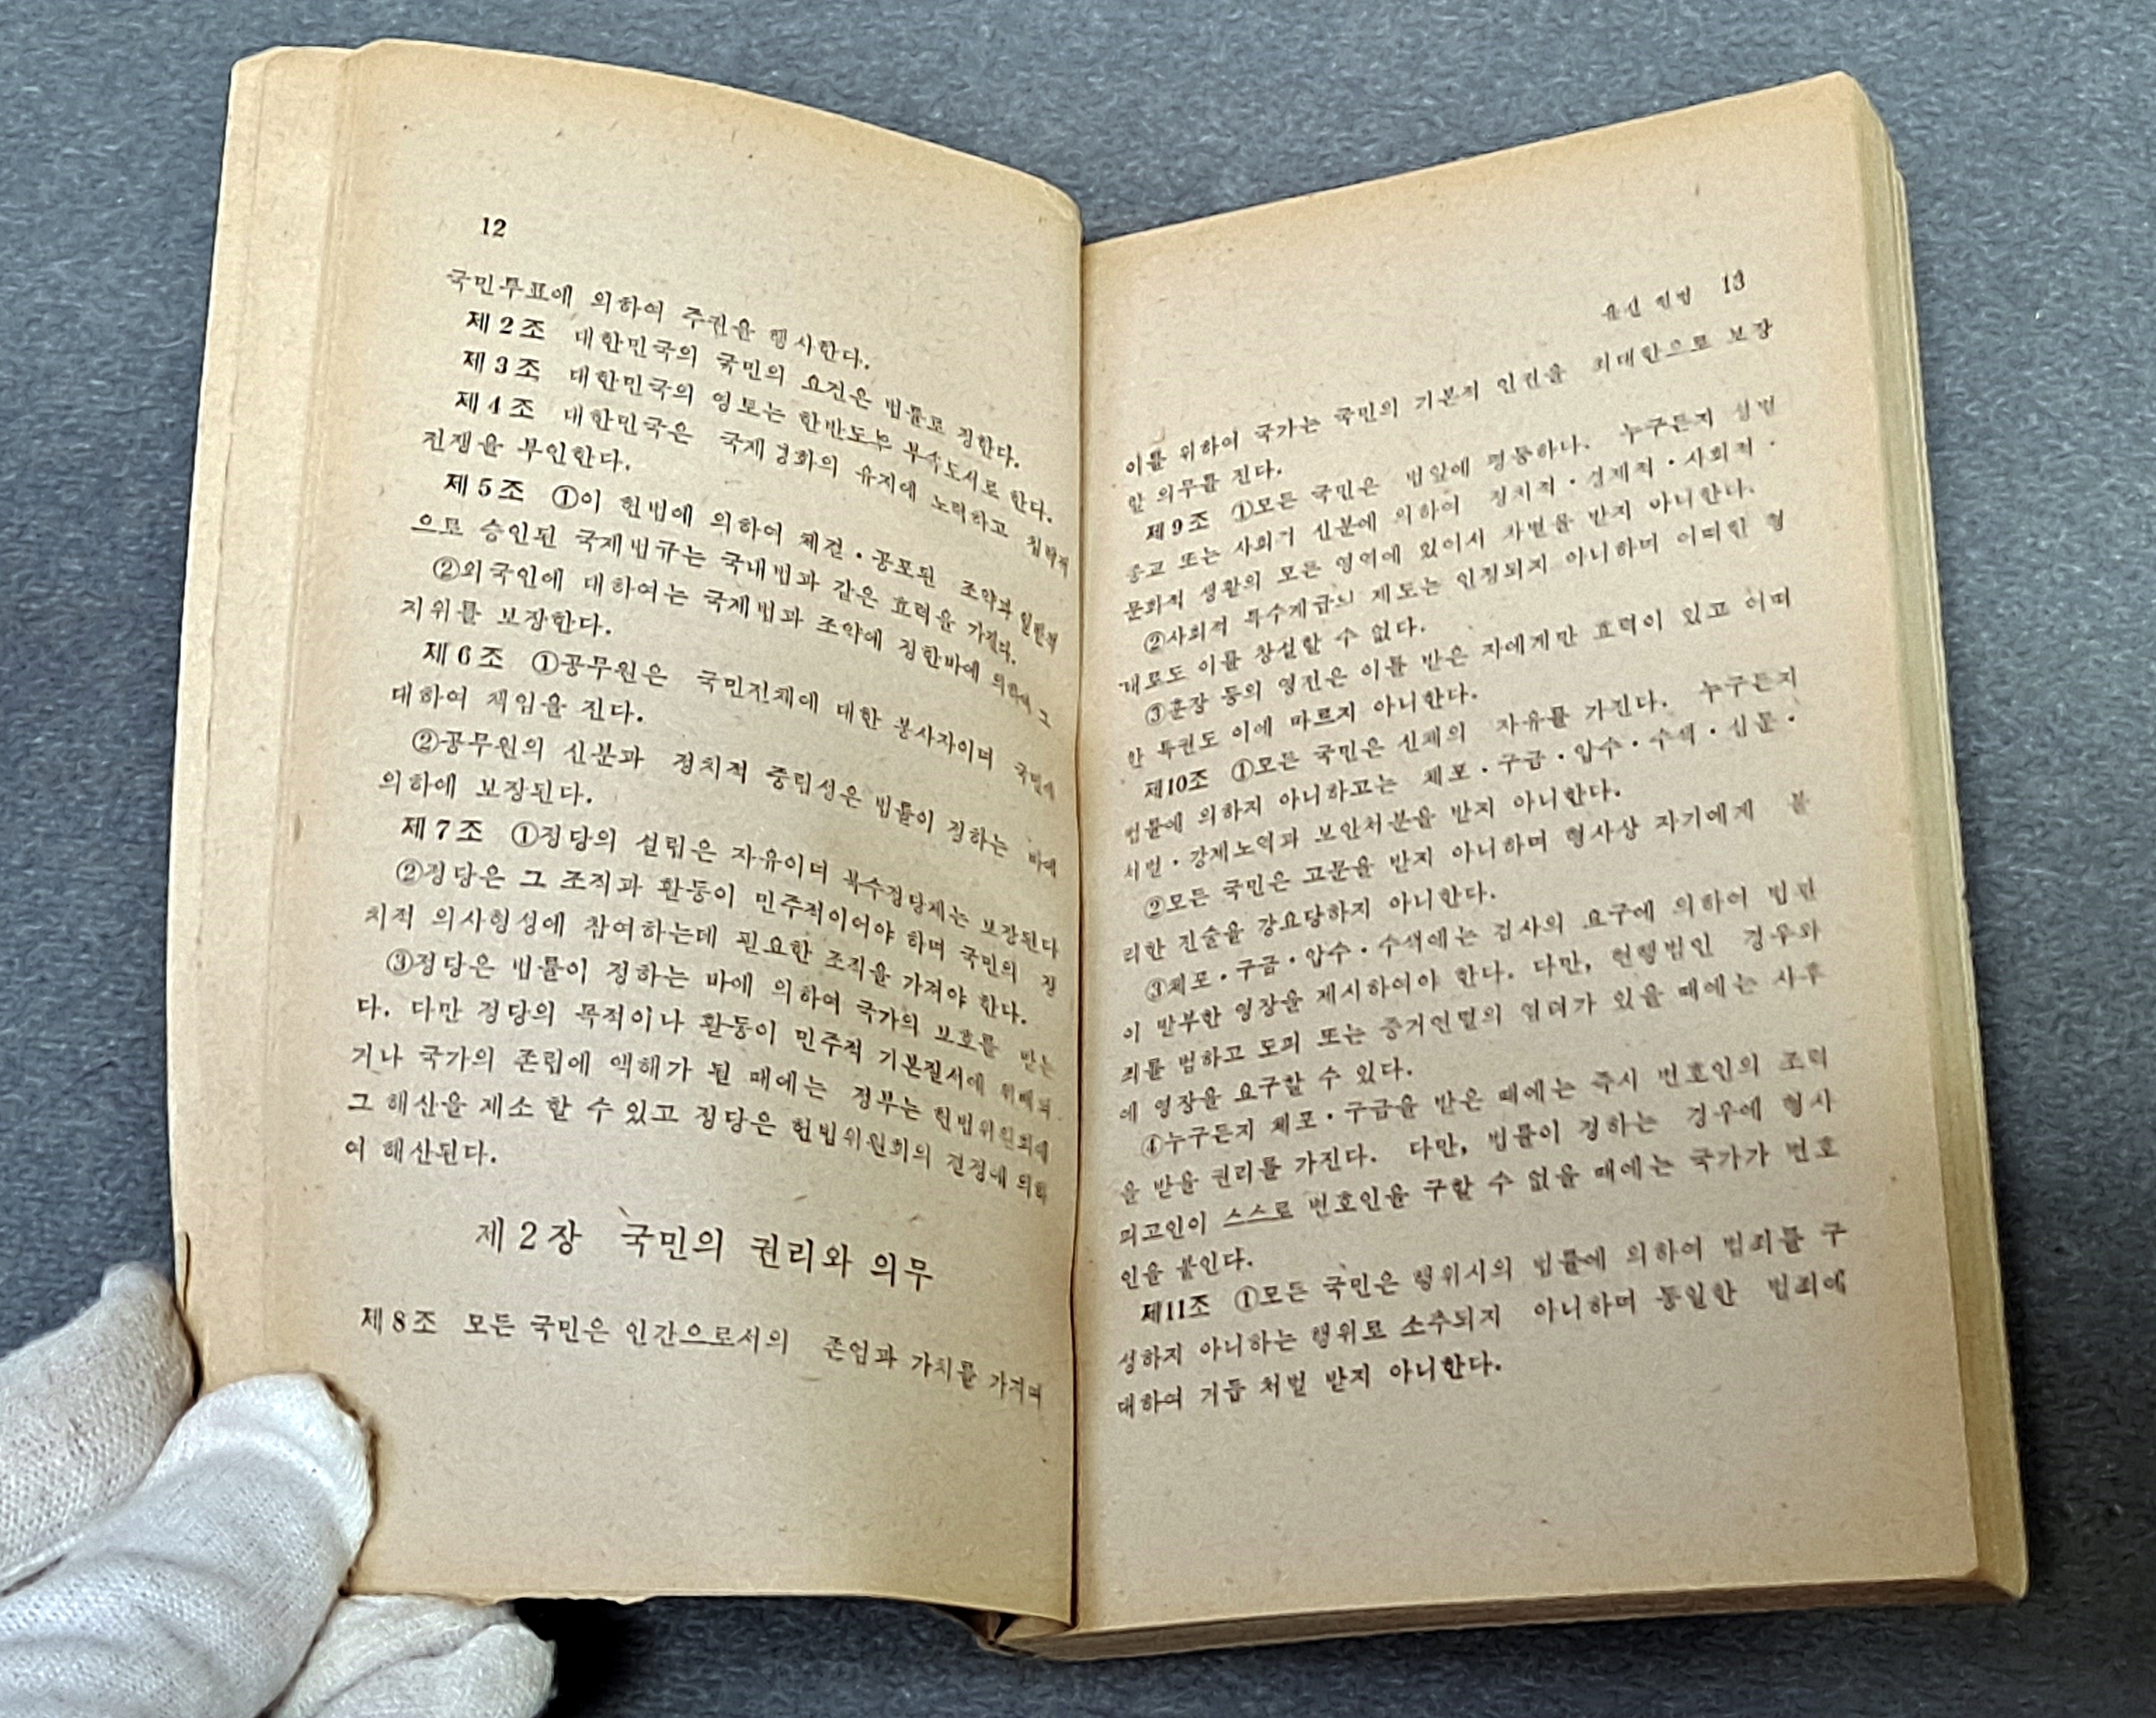 12
국민투표에 의하여 주권을 행사한다.
제2조 대한민국의 국민의 요건은 법률로 정한다.
제3조 대한민국의 영토는 한반도와 부속도서로 한다.
제4조 대한민국은 국제평화의 유지에 노력하고 침략적
전쟁을 부인한다.
제5조 ①이 헌법에 의하여 체결·공포된 조약과 일반적
으로 승인된 국제법규는 국내법과 같은 효력을 가진다.
②외국인에 대하여는 국제법과 조약에 정한바에 의하여 그
지위를 보장한다.
제6조 ①공무원은 국민전체에 대한 봉사자이며 국민에
대하여 책임을 진다.
②공무원의 신분과 정치적 중립성은 법률이 정하는 바에
의하에 보장된다.
제7조 ①정당의 설립은 자유이며 복수정당제는 보장된다
②정당은 그 조직과 활동이 민주적이어야 하며 국민의 정
치적 의사형성에 참여하는데 필요한 조직을 가져야 한다.
③정당은 법률이 정하는 바에 의하여 국가의 보호를 받는
다. 다만 정당의 목적이나 활동이 민주적 기본질서에 위배되
거나 국가의 존립에 액해가 될 때에는 정부는 헌법위원회에
그 해산을 제소 할 수 있고 정당은 헌법위원회의 결정에 의하
여 해산된다.
제2장 국민의 권리와 의무
제8조 모든 국민은 인간으로서의 존엄과 가치를 가지며
유신 헌법 13
이를 위하여 국가는 국민의 기본적 인권을 최대한으로 보장
할 의무를 진다.
제9조 ①모든 국민은 법앞에 평등하다. 누구든지 성별
종교 또는 사회적 신분에 의하여 정치적·경제적·사회적·
문화적 생활의 모든 영역에 있어서 차별을 받지 아니한다.
②사회적 특수계급의 제도는 인정되지 아니하며 어떠한 형
태로도 이를 창설할 수 없다.
③훈장 등의 영전은 이를 받은 자에게만 효력이 있고 어떠
한 특권도 이에 따르지 아니한다.
제10조 ①모든 국민은 신체의 자유를 가진다. 누구든지
법률에 의하지 아니하고는 체포·구금·압수·수색·심문·
처벌·강제노역과 보안처분을 받지 아니한다.
②모든 국민은 고문을 받지 아니하며 형사상 자기에게 불
리한 진술을 강요당하지 아니한다.
③체포·구금·압수·수색에는 검사의 요구에 의하여 법관
이 발부한 영장을 제시하여야 한다. 다만, 현행범인 경우와
죄를 범하고 도피 또는 증거인멸의 염려가 있을 때에는 사후
에 영장을 요구할 수 있다.
④누구든지 체포·구금을 받은 때에는 즉시 변호인의 조력
을 받을 권리를 가진다. 다만, 법률이 정하는 경우에 형사
피고인이 스스로 변호인을 구할 수 없을 때에는 국가가 변호
인을 붙인다.
제11조 ①모든 국민은 행위시의 법률에 의하여 범죄를 구
성하지 아니하는 행위로 소추되지 아니하며 동일한 범죄에
대하여 거듭 처벌 받지 아니한다.